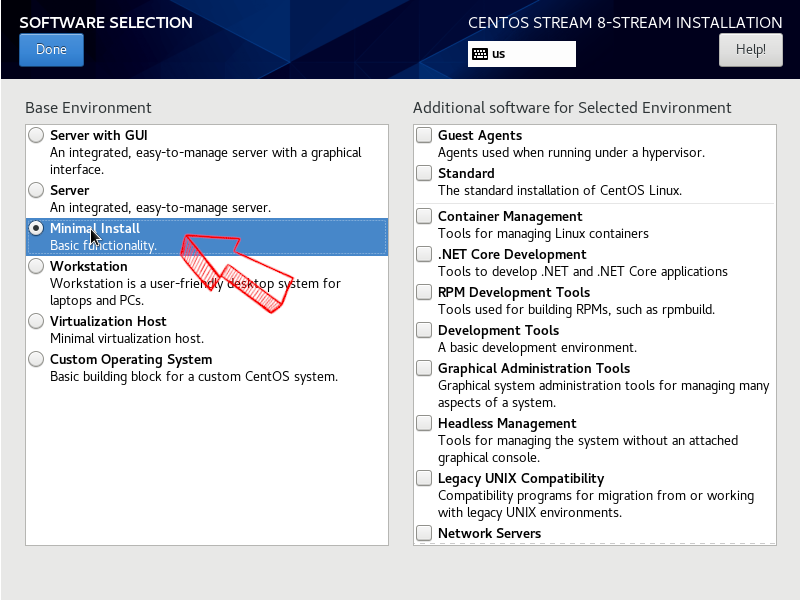 SOFTWARE SELECTION
CENTOS STREAM 8-STREAM INSTALLATION
Done
us
Help!
Base Environment
Server with GUI
An integrated, easy-to-manage server with a graphical
interface.
Server
An integrated, easy-to-manage server.
Minimal Install
Basic functionality.
Workstation
Workstation is a user-friendly desktop system for
laptops and PCs.
Virtualization Host
Minimal virtualization host.
Custom Operating System
Basic building block for a custom CentOS system.
Additional software for Selected Environment
Guest Agents
Agents used when running under a hypervisor.
Standard
The standard installation of CentOS Linux.
Container Management
Tools for managing Linux containers
.NET Core Development
Tools to develop .NET and .NET Core applications
RPM Development Tools
Tools used for building RPMs, such as rpmbuild.
Development Tools
A basic development environment.
Graphical Administration Tools
Graphical system administration tools for managing many
aspects of a system.
Headless Management
Tools for managing the system without an attached
graphical console.
Legacy UNIX Compatibility
Compatibility programs for migration from or working
with legacy UNIX environments.
Network Servers